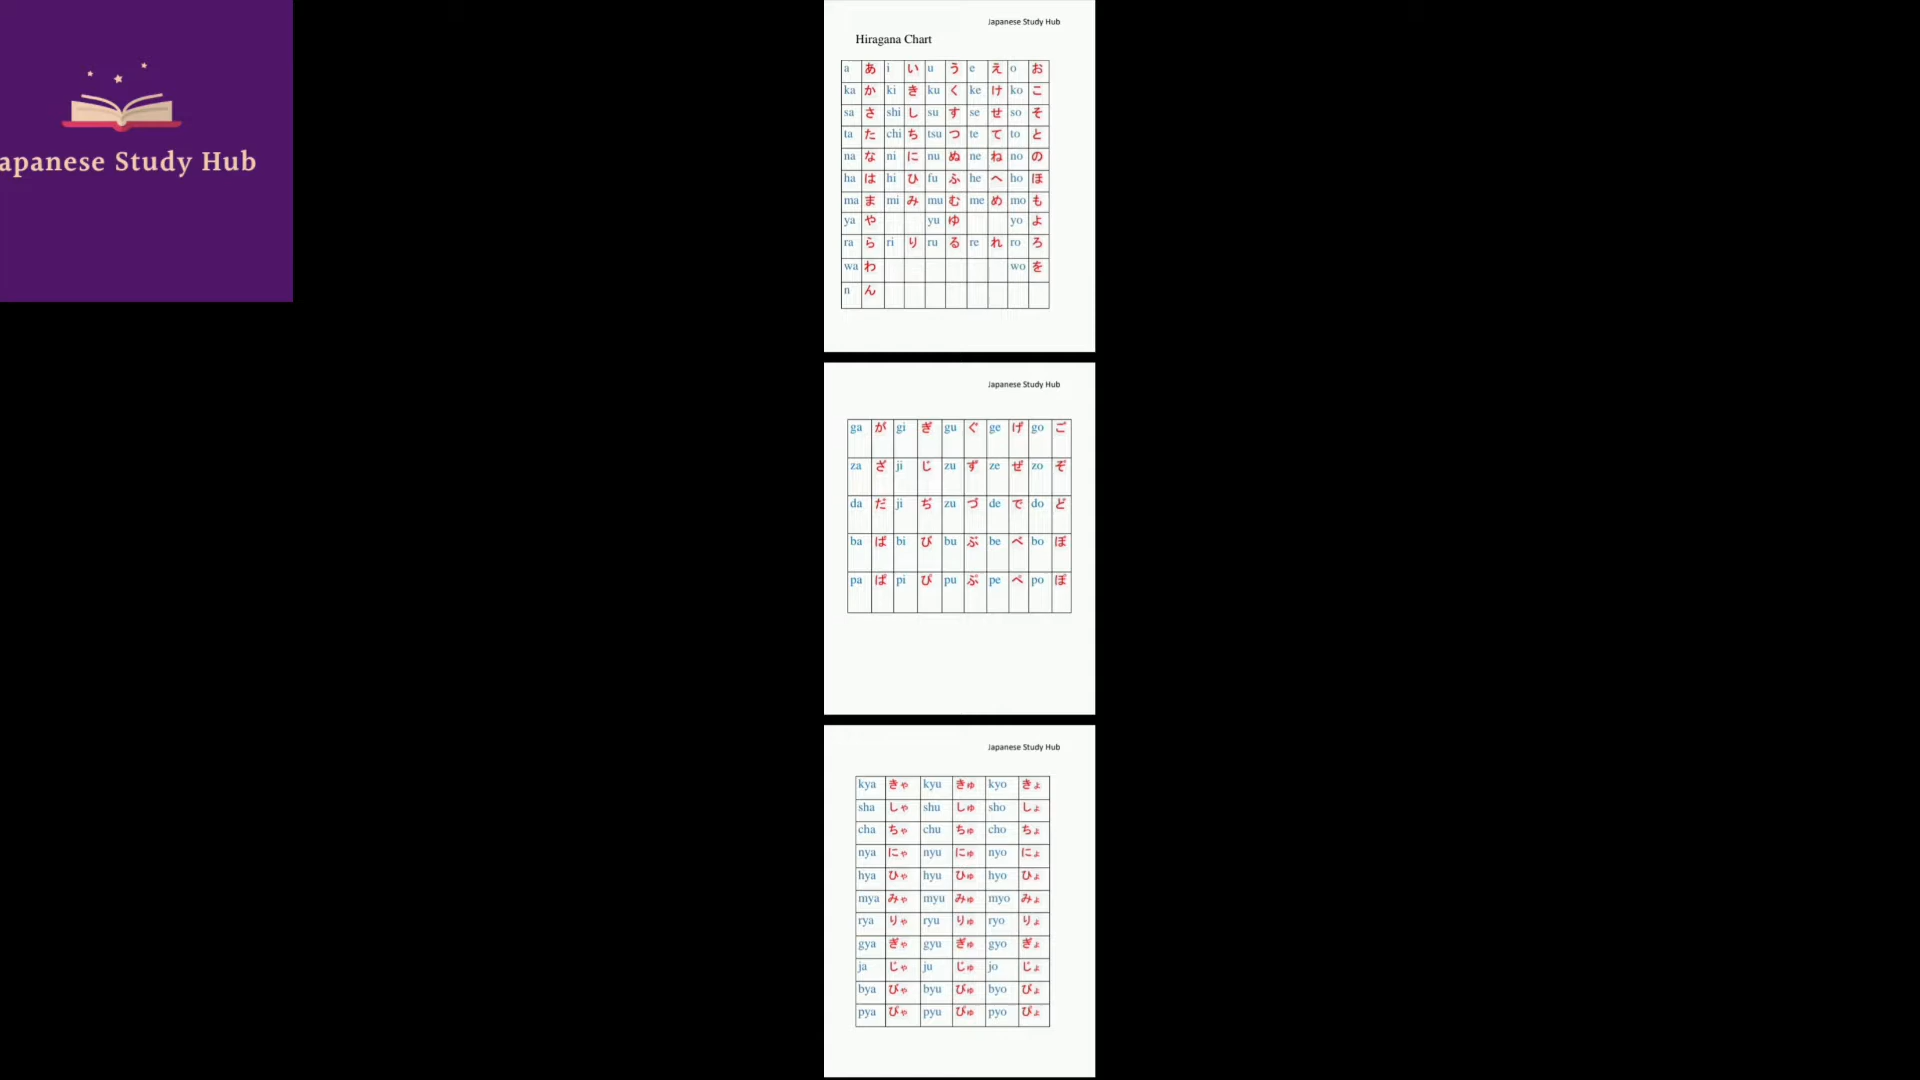 apanese Study Hub
Japanese Study Hub
Hiragana Chart
a あ i い u う e え o お
ka か ki き ku く ke け ko こ
sa さ shi し su す se せ so そ
ta た chi ち tsu つ te て to と
na な ni に nu ぬ ne ね no の
ha は hi ひ fu ふ he へ ho ほ
ma ま mi み mu む me め mo も
ya や yu ゆ yo よ
ra ら ri り ru る re れ ro ろ
wa わ wo を
n ん
Japanese Study Hub
ga が gi ぎ gu ぐ ge げ go ご
za ざ ji じ zu ず ze ぜ zo ぞ
da だ ji ぢ zu づ de で do ど
ba ば bi び bu ぶ be べ bo ぼ
pa ぱ pi ぴ pu ぷ pe ぺ po ぽ
Japanese Study Hub
kya きゃ kyu きゅ kyo きょ
sha しゃ shu しゅ sho しょ
cha ちゃ chu ちゅ cho ちょ
nya にゃ nyu にゅ nyo にょ
hya ひゃ hyu ひゅ hyo ひょ
mya みゃ myu みゅ myo みょ
rya りゃ ryu りゅ ryo りょ
gya ぎゃ gyu ぎゅ gyo ぎょ
ja じゃ ju じゅ jo じょ
bya びゃ byu びゅ byo びょ
pya ぴゃ pyu ぴゅ pyo ぴょ